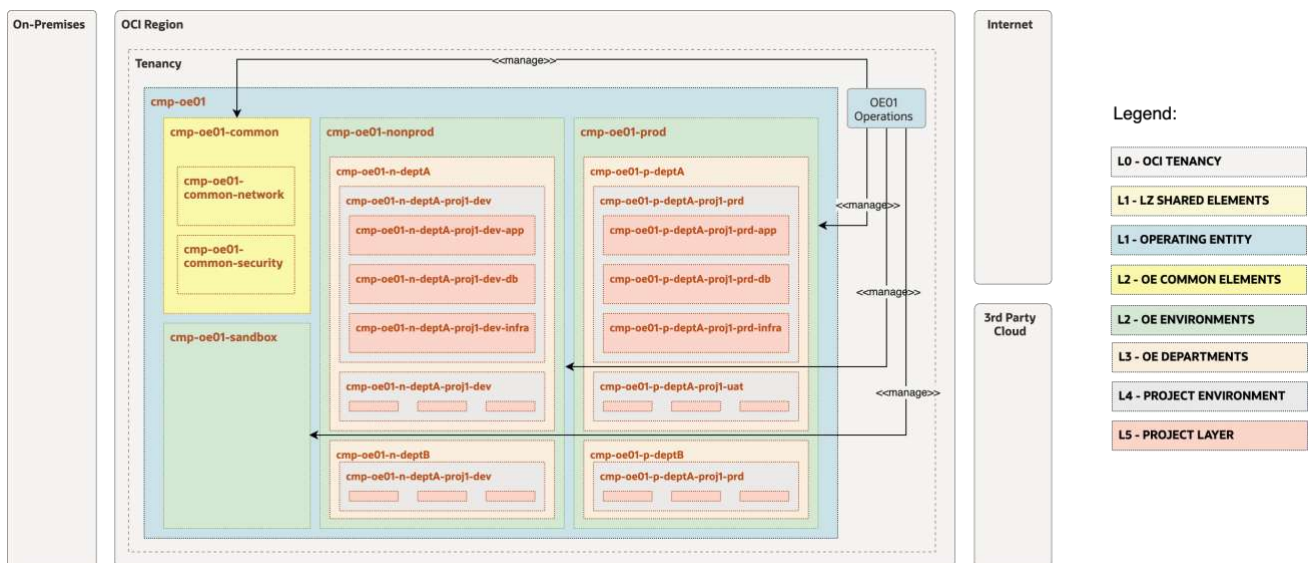 On-Premises
OCI Region
Tenancy
<<manage>>
cmp-oe01
OE01
Operations
cmp-oe01-common
cmp-oe01-
common-network
cmp-oe01-
common-security
cmp-oe01-sandbox
cmp-oe01-nonprod
cmp-oe01-n-deptA
cmp-oe01-n-deptA-proj1-dev
cmp-oe01-n-deptA-proj1-dev-app
cmp-oe01-n-deptA-proj1-dev-db
cmp-oe01-n-deptA-proj1-dev-infra
cmp-oe01-n-deptA-proj1-dev
cmp-oe01-n-deptB
cmp-oe01-n-deptA-proj1-dev
cmp-oe01-prod
cmp-oe01-p-deptA
cmp-oe01-p-deptA-proj1-prd
cmp-oe01-p-deptA-proj1-prd-app
cmp-oe01-p-deptA-proj1-prd-db
cmp-oe01-p-deptA-proj1-prd-infra
cmp-oe01-p-deptA-proj1-uat
cmp-oe01-p-deptB
cmp-oe01-p-deptA-proj1-prd
<<manage>>
<<manage>>
<<manage>>
Internet
3rd Party
Cloud
Legend:
L0 - OCI TENANCY
L1 - LZ SHARED ELEMENTS
L1 - OPERATING ENTITY
L2 - OE COMMON ELEMENTS
L2 - OE ENVIRONMENTS
L3 - OE DEPARTMENTS
L4 - PROJECT ENVIRONMENT
L5 - PROJECT LAYER